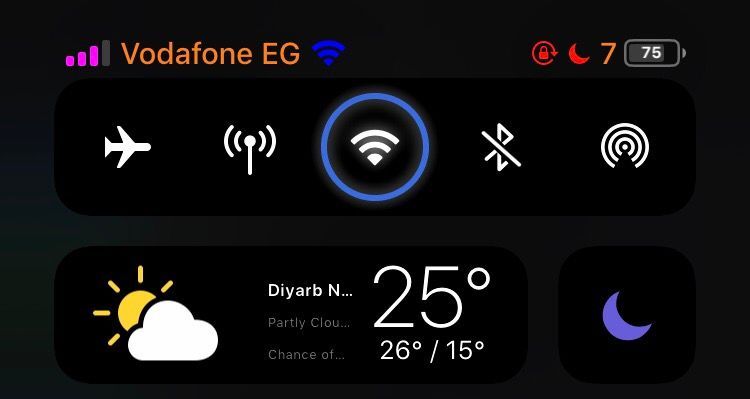 Vodafone EG 7 75
Diyarb N...
Partly Clou...
Chance of...
25°
26° / 15°